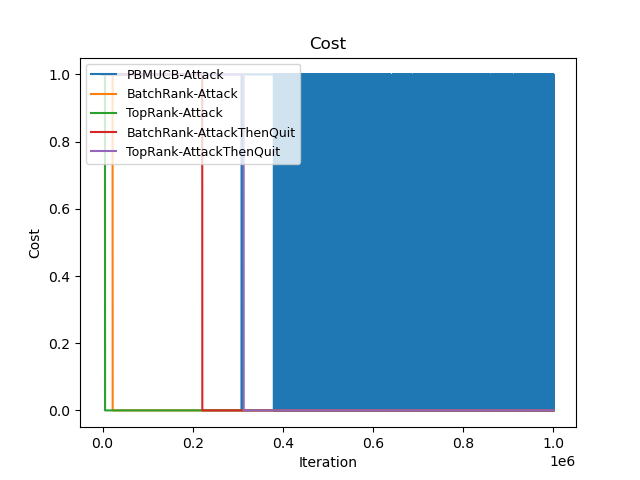 Cost
PBMUCB-Attack
BatchRank-Attack
TopRank-Attack
BatchRank-AttackThenQuit
TopRank-AttackThenQuit
1.0
0.8
0.6
0.4
0.2
0.0
Cost
0.0 0.2 0.4 0.6 0.8 1.0
Iteration
1e6